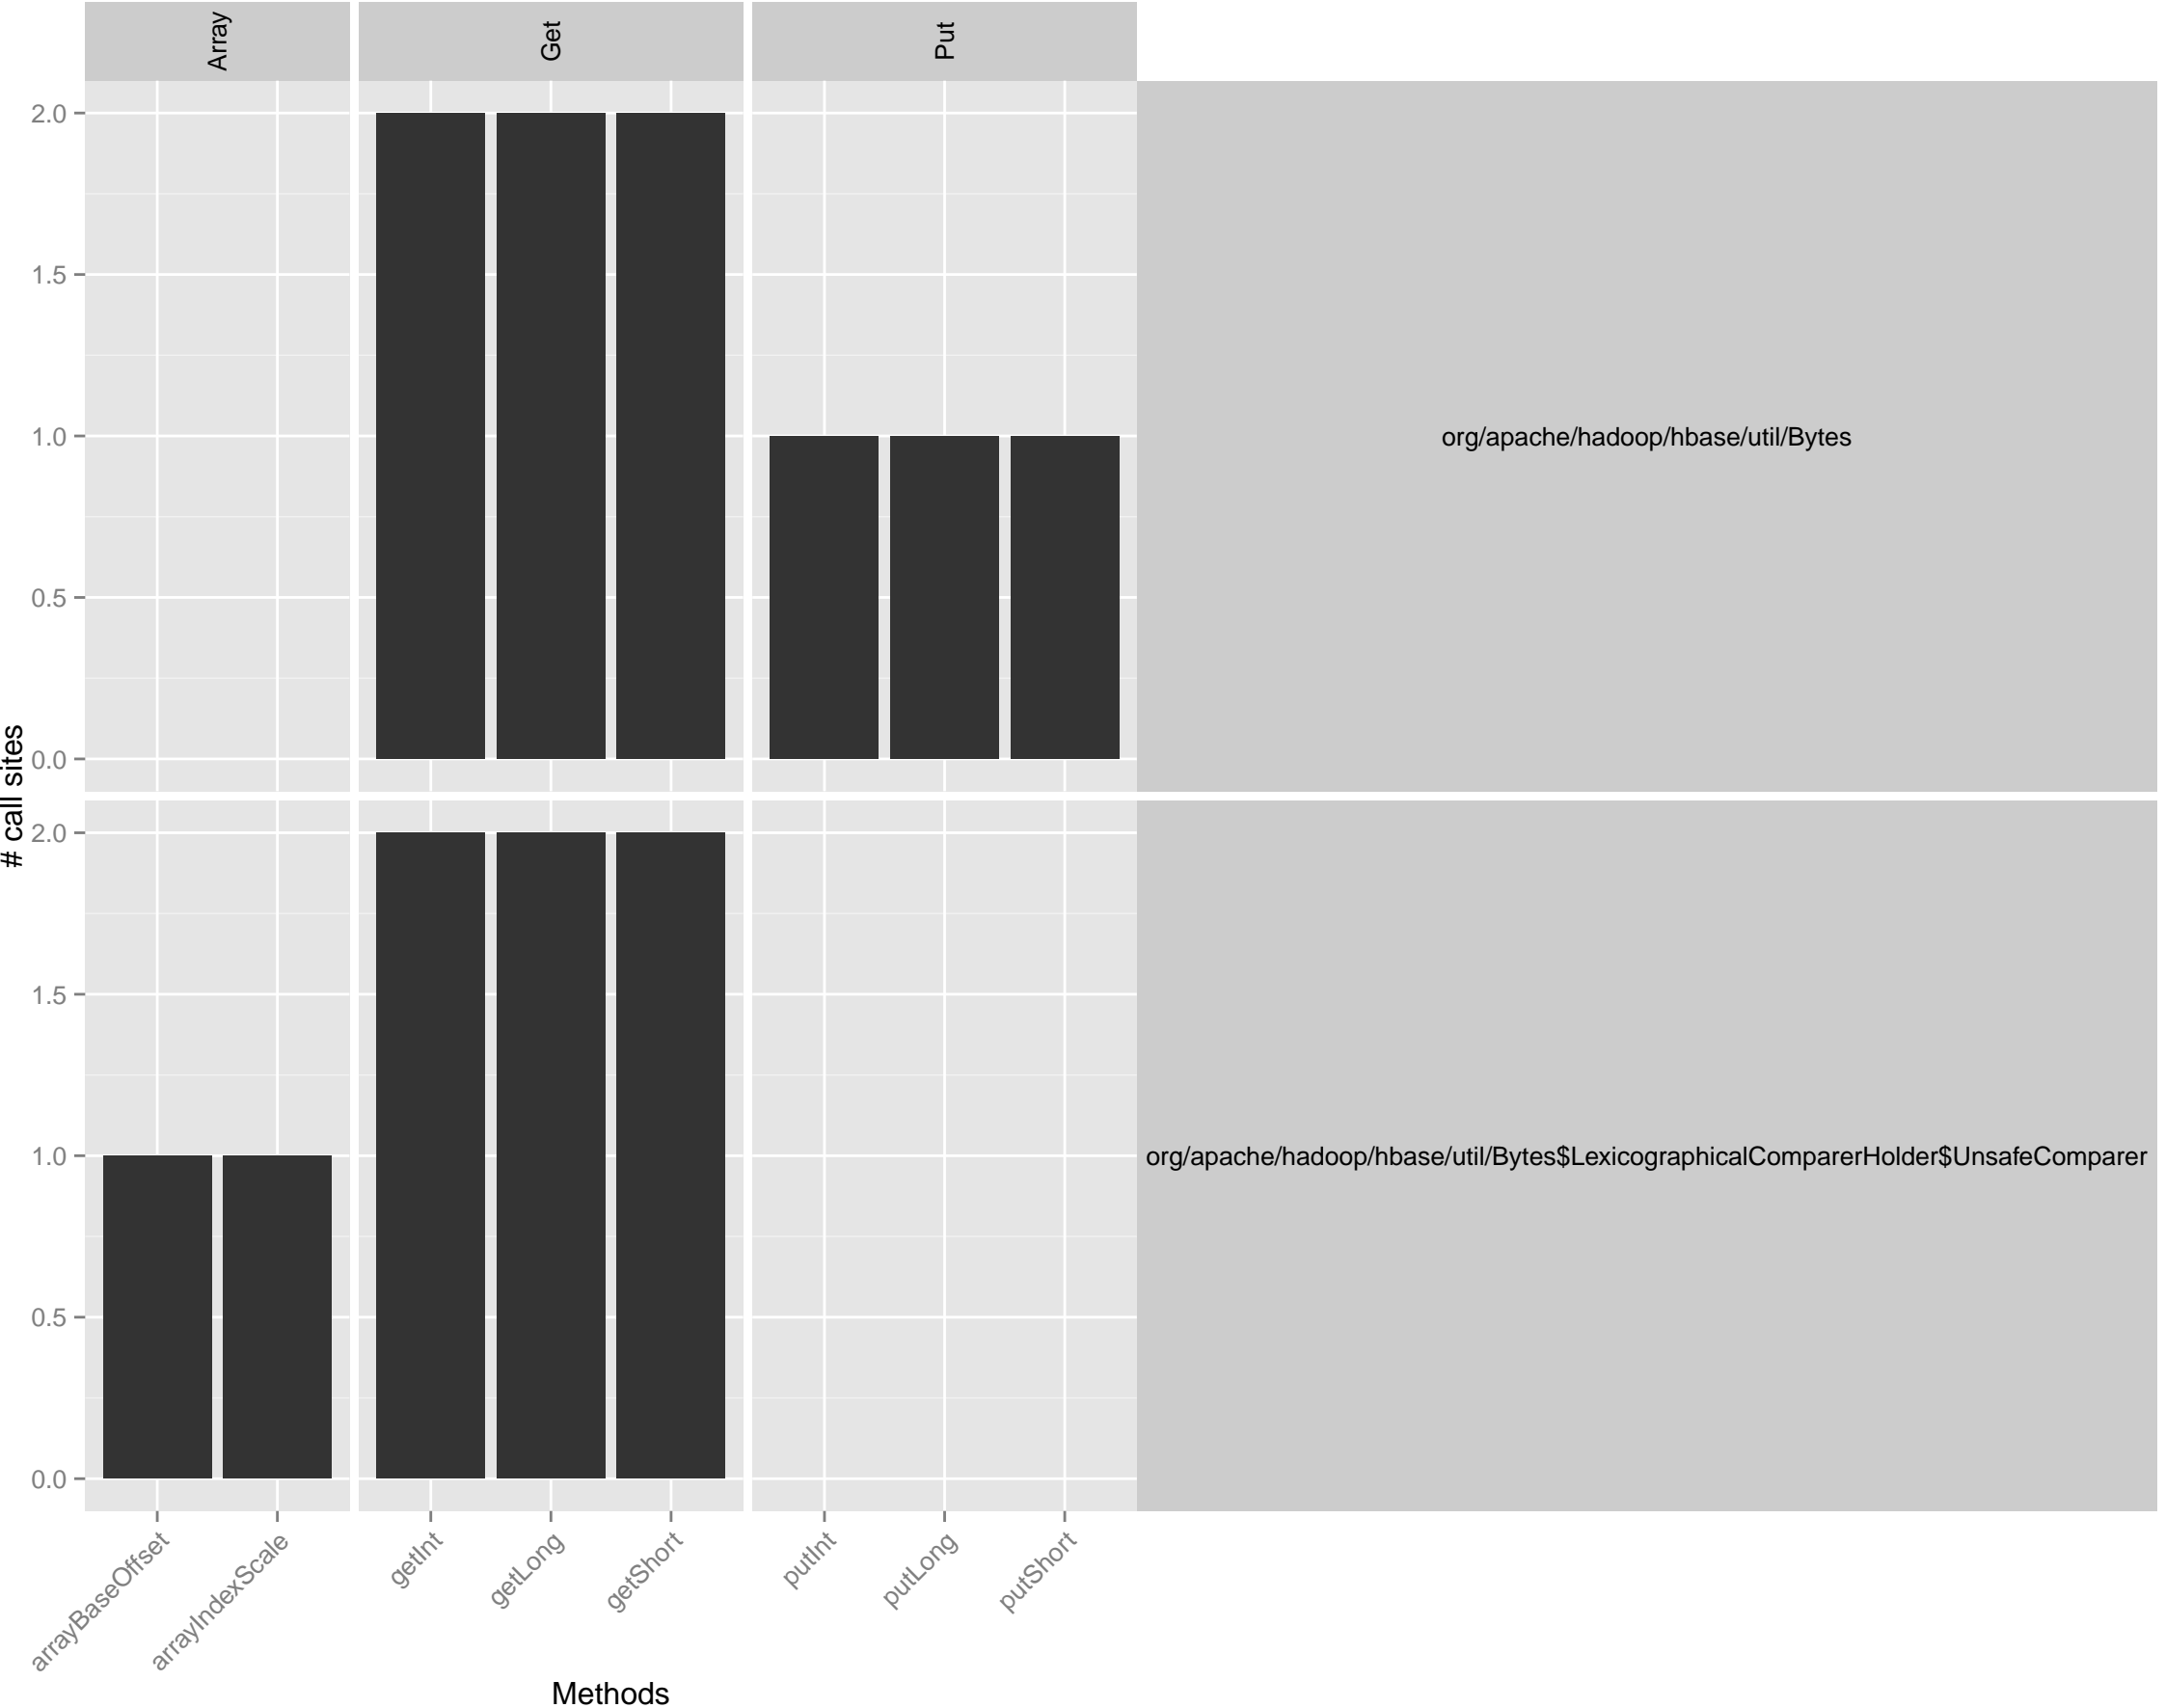 Array
Get
Put
2.0
1.5
1.0
0.5
0.0
org/apache/hadoop/hbase/util/Bytes
# call sites
2.0
1.5
1.0
0.5
0.0
org/apache/hadoop/hbase/util/Bytes$LexicographicalComparerHolder$UnsafeComparer
arrayBaseOffset
arrayIndexScale
getInt
getLong
getShort
putInt
putLong
putShort
Methods